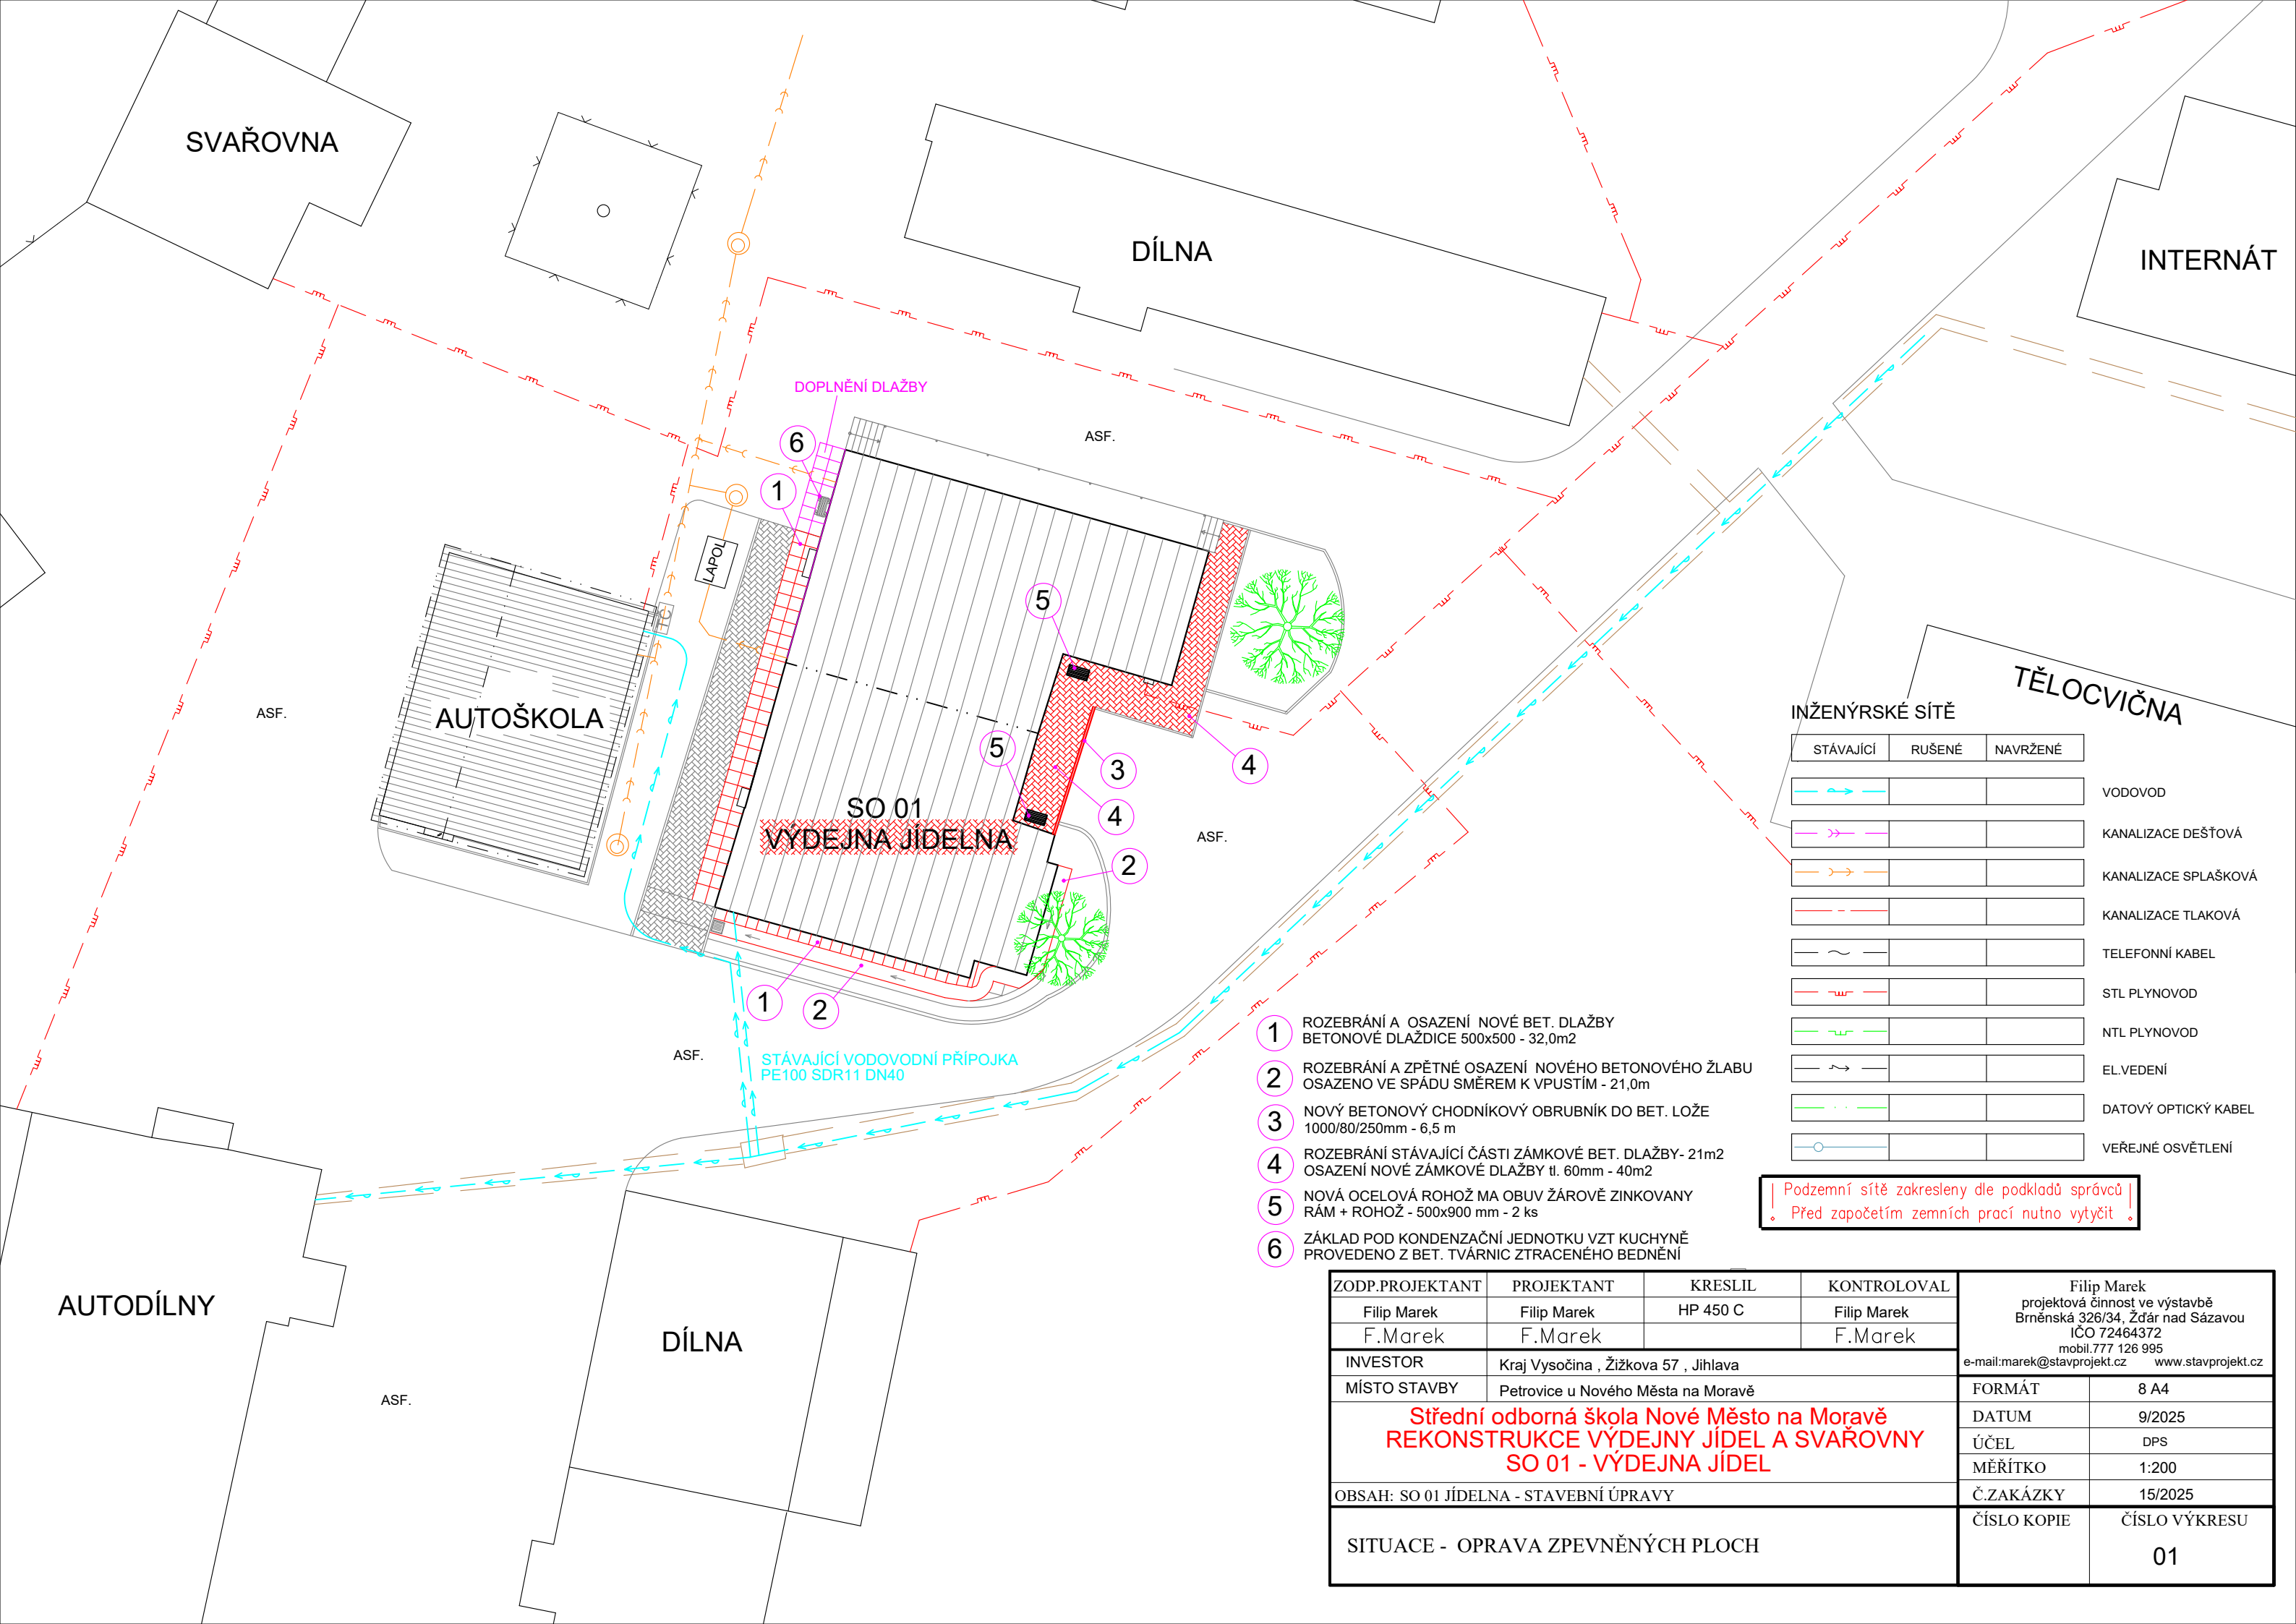 SVAŘOVNA
DÍLNA
INTERNÁT
DOPLNĚNÍ DLAŽBY
6
ASF.
1
LAPOL
TC
5
AUTOŠKOLA
ASF.
TĚLOCVIČNA
5
3
4
SO 01
VÝDEJNA JÍDELNA
4
ASF.
2
1
2
ASF.
STÁVAJÍCÍ VODOVODNÍ PŘÍPOJKA
PE100 SDR11 DN40
AUTODÍLNY
DÍLNA
ASF.
INŽENÝRSKÉ SÍTĚ
STÁVAJÍCÍ RUŠENÉ NAVRŽENÉ
VODOVOD
KANALIZACE DEŠŤOVÁ
KANALIZACE SPLAŠKOVÁ
KANALIZACE TLAKOVÁ
TELEFONNÍ KABEL
STL PLYNOVOD
NTL PLYNOVOD
EL.VEDENÍ
DATOVÝ OPTICKÝ KABEL
VEŘEJNÉ OSVĚTLENÍ
Podzemní sítě zakresleny dle podkladů správců
Před započetím zemních prací nutno vytyčit
1 ROZEBRÁNÍ A OSAZENÍ NOVÉ BET. DLAŽBY
BETONOVÉ DLAŽDICE 500x500 - 32,0m2
2 ROZEBRÁNÍ A ZPĚTNÉ OSAZENÍ NOVÉHO BETONOVÉHO ŽLABU
OSAZENO VE SPÁDU SMĚREM K VPUSTÍM - 21,0m
3 NOVÝ BETONOVÝ CHODNÍKOVÝ OBRUBNÍK DO BET. LOŽE
1000/80/250mm - 6,5 m
4 ROZEBRÁNÍ STÁVAJÍCÍ ČÁSTI ZÁMKOVÉ BET. DLAŽBY- 21m2
OSAZENÍ NOVÉ ZÁMKOVÉ DLAŽBY tl. 60mm - 40m2
5 NOVÁ OCELOVÁ ROHOŽ MA OBUV ŽÁROVĚ ZINKOVANY
RÁM + ROHOŽ - 500x900 mm - 2 ks
6 ZÁKLAD POD KONDENZAČNÍ JEDNOTKU VZT KUCHYNĚ
PROVEDENO Z BET. TVÁRNIC ZTRACENÉHO BEDNĚNÍ
ZODP.PROJEKTANT PROJEKTANT KRESLIL KONTROLOVAL
Filip Marek Filip Marek HP 450 C Filip Marek
F.Marek F.Marek F.Marek
INVESTOR Kraj Vysočina , Žižkova 57 , Jihlava
MÍSTO STAVBY Petrovice u Nového Města na Moravě
Střední odborná škola Nové Město na Moravě
REKONSTRUKCE VÝDEJNY JÍDEL A SVAŘOVNY
SO 01 - VÝDEJNA JÍDEL
OBSAH: SO 01 JÍDELNA - STAVEBNÍ ÚPRAVY
SITUACE - OPRAVA ZPEVNĚNÝCH PLOCH
Filip Marek
projektová činnost ve výstavbě
Brněnská 326/34, Žďár nad Sázavou
IČO 72464372
mobil.777 126 995
e-mail:marek@stavprojekt.cz www.stavprojekt.cz
FORMÁT 8 A4
DATUM 9/2025
ÚČEL DPS
MĚŘÍTKO 1:200
Č.ZAKÁZKY 15/2025
ČÍSLO KOPIE ČÍSLO VÝKRESU
01